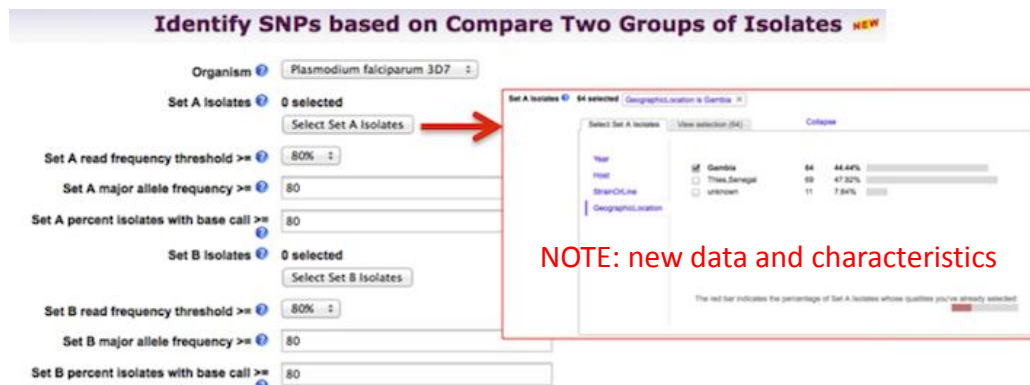 Identify SNPs based on Compare Two Groups of Isolates NEW
Organism ? Plasmodium falciparum 3D7
Set A Isolates ? 0 selected
Select Set A Isolates
Set A read frequency threshold >= ? 80%
Set A major allele frequency >= ? 80
Set A percent isolates with base call >= ? 80
Set B Isolates ? 0 selected
Select Set B Isolates
Set B read frequency threshold >= ? 80%
Set B major allele frequency >= ? 80
Set B percent isolates with base call >= ? 80
Set A Isolates ? 64 selected GeographicLocation is Gambia X
Select Set A Isolates View selection (64) Collapse
Year
Host
StrainOrLine
GeographicLocation
Gambia 64 44.44%
Thies,Senegal 69 47.92%
unknown 11 7.64%
NOTE: new data and characteristics
The red bar indicates the percentage of Set A Isolates whose qualities you've already selected: